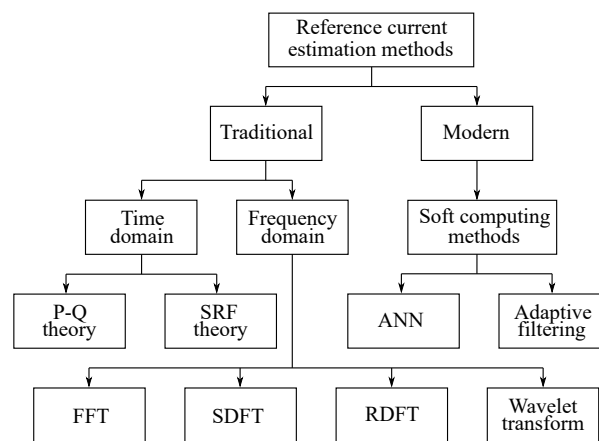 Reference current
estimation methods
Traditional
Modern
Time
domain
Frequency
domain
Soft computing
methods
P-Q
theory
SRF
theory
ANN
Adaptive
filtering
FFT
SDFT
RDFT
Wavelet
transform